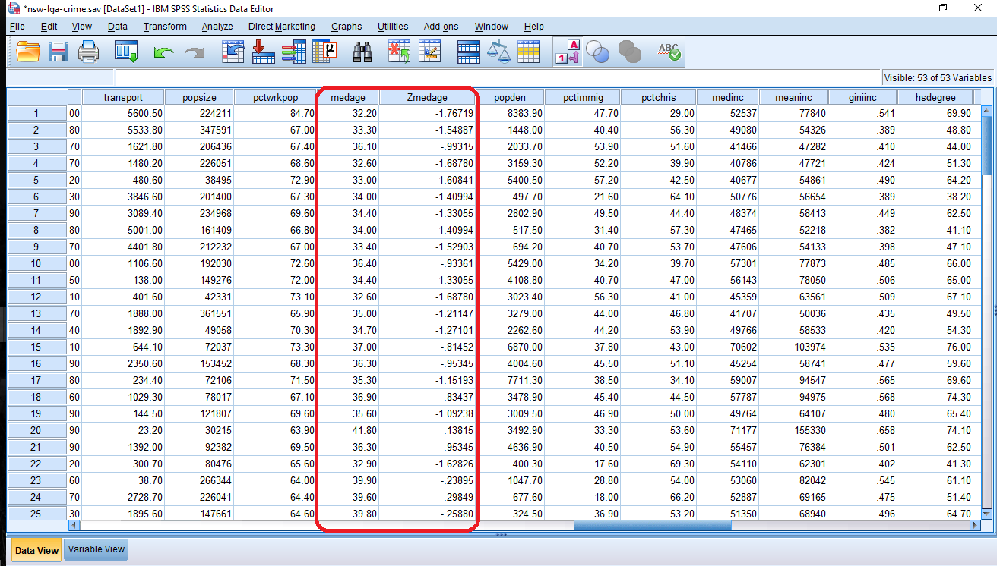 *nsw-lga-crime.sav [DataSet1] - IBM SPSS Statistics Data Editor
File Edit View Data Transform Analyze Direct Marketing Graphs Utilities Add-ons Window Help
A
1
μ
ABC
Visible: 53 of 53 Variables
transport popsize pctwrkpop medage Zmedage popden pctimmig pctchris medinc meaninc giniinc hsdegree
1 00 5600.50 224211 84.70 32.20 -1.76719 8383.90 47.70 29.00 52537 77840 .541 69.90
2 80 5533.80 347591 67.00 33.30 -1.54887 1448.00 40.40 56.30 49080 54326 .389 48.80
3 70 1621.80 206436 67.40 36.10 -.99315 2033.70 53.90 51.60 41466 47282 .410 44.00
4 70 1480.20 226051 68.60 32.60 -1.68780 3159.30 52.20 39.90 40786 47721 .424 51.30
5 20 480.60 38495 72.90 33.00 -1.60841 5400.50 57.20 42.50 40677 54861 .490 64.20
6 30 3846.60 201400 67.30 34.00 -1.40994 497.70 21.60 64.10 50776 56654 .389 38.20
7 90 3089.40 234968 69.60 34.40 -1.33055 2802.90 49.50 44.40 48374 58413 .449 62.50
8 80 5001.00 161409 66.80 34.00 -1.40994 517.50 31.40 57.30 47465 52218 .382 41.10
9 70 4401.80 212232 67.00 33.40 -1.52903 694.20 40.70 53.70 47606 54133 .398 47.10
10 00 1106.60 192030 72.60 36.40 -.93361 5429.00 34.20 39.70 57301 77873 .485 66.00
11 50 138.00 149276 72.00 34.40 -1.33055 4108.80 40.70 47.00 56143 78050 .506 65.00
12 10 401.60 42331 73.10 32.60 -1.68780 3023.40 56.30 41.00 45359 63561 .509 67.10
13 70 1888.00 361551 65.90 35.00 -1.21147 3279.00 44.00 46.80 41707 50036 .435 49.50
14 40 1892.90 49058 70.30 34.70 -1.27101 2262.60 44.20 53.90 49766 58533 .420 54.30
15 10 644.10 72037 73.30 37.00 -.81452 6870.00 37.80 43.00 70602 103974 .535 76.00
16 90 2350.60 153452 68.30 36.30 -.95345 4004.60 45.50 51.10 45254 58741 .477 59.60
17 80 234.40 72106 71.50 35.30 -1.15193 7711.30 38.50 34.10 59007 94547 .565 69.60
18 60 1029.30 78017 67.10 36.90 -.83437 3478.90 45.40 44.50 57787 94975 .568 74.30
19 90 144.50 121807 69.60 35.60 -1.09238 3009.50 46.90 50.00 49764 64107 .480 65.40
20 90 23.20 30215 63.90 41.80 .13815 3492.90 33.30 53.60 71177 155330 .658 74.10
21 90 1392.00 92382 69.50 36.30 -.95345 4636.90 40.50 54.90 55457 76384 .501 62.50
22 20 300.70 80476 65.60 32.90 -1.62826 400.30 17.60 69.30 54110 62301 .402 41.30
23 60 38.70 266344 64.00 39.90 -.23895 1047.70 28.80 54.00 53060 82042 .545 61.10
24 70 2728.70 226041 64.40 39.60 -.29849 677.60 18.00 66.20 52887 69165 .475 51.40
25 30 1895.60 147661 64.60 39.80 -.25880 324.50 36.90 53.20 51350 68940 .496 64.70
Data View Variable View